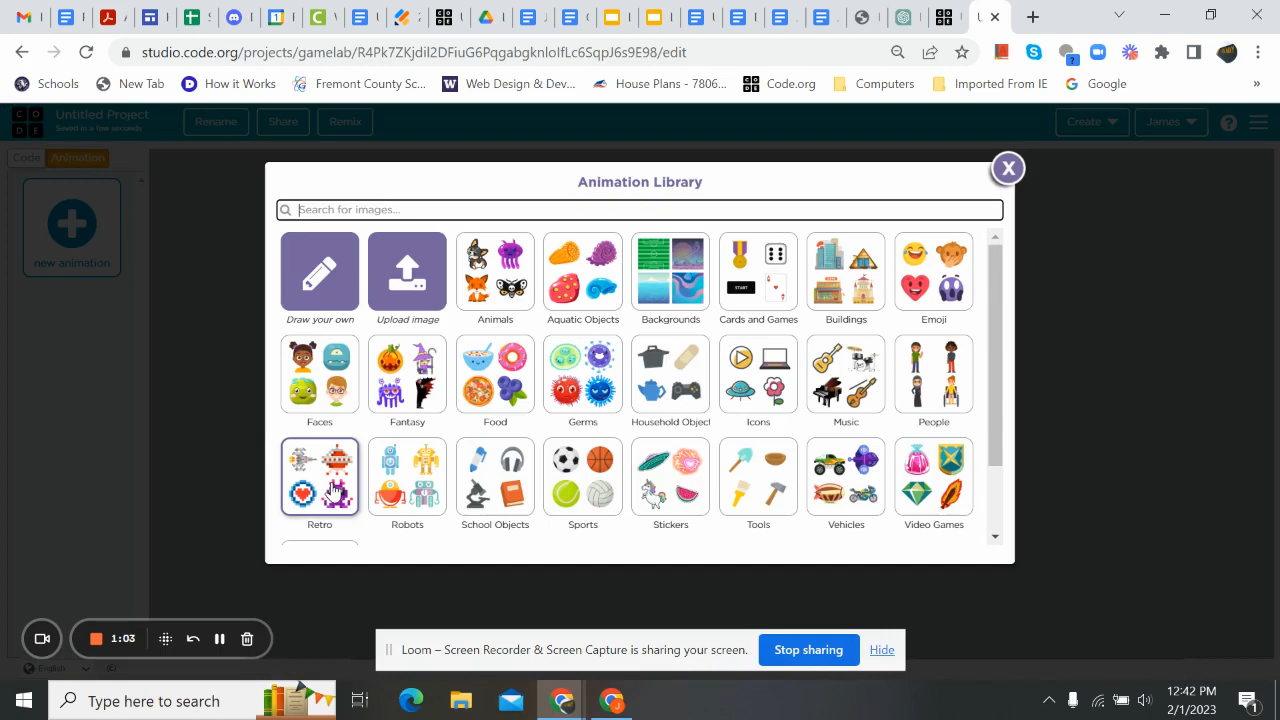 studio.code.org/projects/gamelab/R4Pk7ZKjdil2DFiuG6PqgabgknloIfLc6SqpJ6s9E98/edit
Schools
New Tab
How it Works
Fremont County Sc...
Web Design & Dev...
House Plans - 7806...
Code.org
Computers
Imported From IE
Google
»
CODE
Untitled Project
Saved in a few seconds
Rename
Share
Remix
Create
James
Code
Animation
new animation
Animation Library
X
Search for images...
Draw your own
Upload image
Animals
Aquatic Objects
Backgrounds
START
Cards and Games
Buildings
Emoji
Faces
Fantasy
Food
Germs
Household Object
Icons
Music
People
Retro
Robots
School Objects
Sports
Stickers
Tools
Vehicles
Video Games
1:03
Loom – Screen Recorder & Screen Capture is sharing your screen.
Stop sharing
Hide
English
Type here to search
12:42 PM
2/1/2023
1